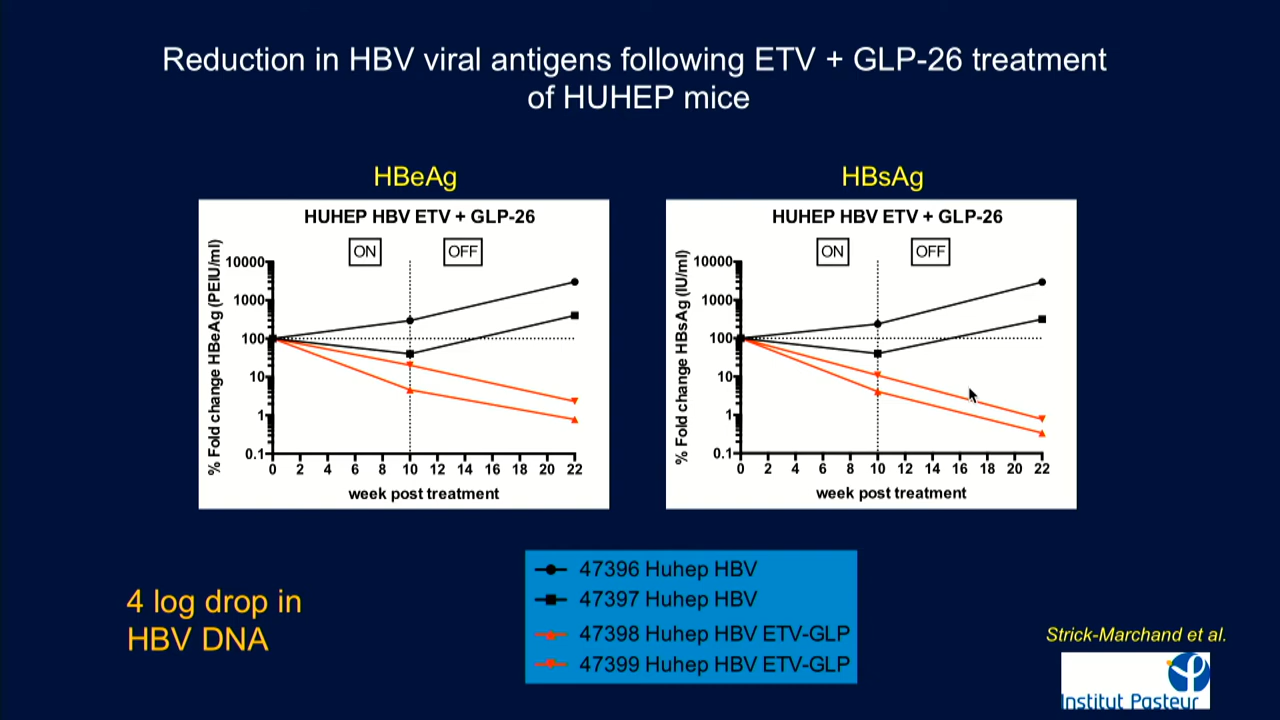 Reduction in HBV viral antigens following ETV + GLP-26 treatment
of HUHEP mice
HBeAg
HUHEP HBV ETV + GLP-26
ON OFF
% Fold change HBeAg (PEIU/ml)
10000
1000
100
10
1
0.1
0 2 4 6 8 10 12 14 16 18 20 22
week post treatment
HBsAg
HUHEP HBV ETV + GLP-26
ON OFF
% Fold change HBsAg (IU/ml)
10000
1000
100
10
1
0.1
0 2 4 6 8 10 12 14 16 18 20 22
week post treatment
47396 Huhep HBV
47397 Huhep HBV
47398 Huhep HBV ETV-GLP
47399 Huhep HBV ETV-GLP
4 log drop in
HBV DNA
Strick-Marchand et al.
Institut Pasteur